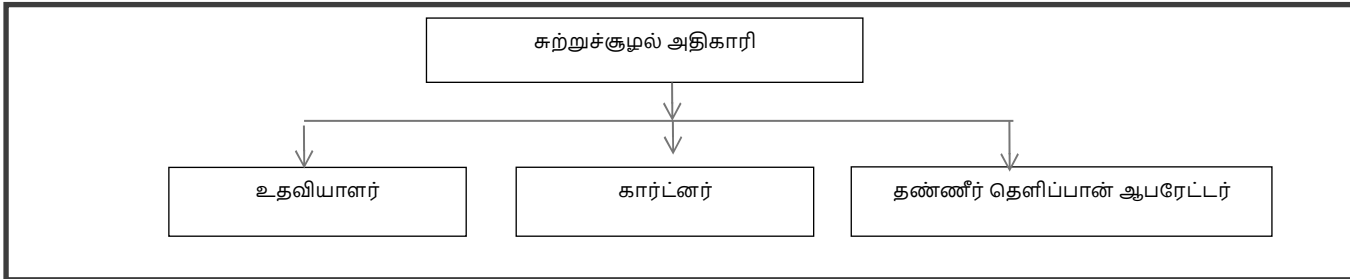 சுற்றுச்சூழல் அதிகாரி
உதவியாளர்
கார்ட்னர்
தண்ணீர் தெளிப்பான் ஆபரேட்டர்